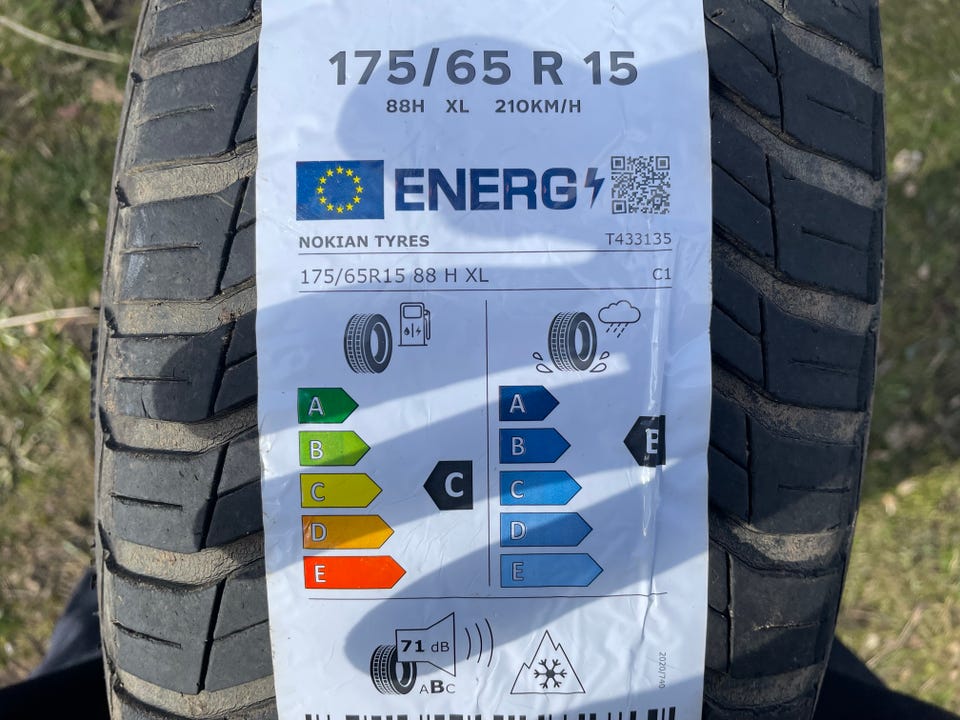 175/65 R 15
88H XL 210KM/H
ENERG
NOKIAN TYRES T433135
175/65R15 88 H XL C1
A A
B B B
C C C
D D
E E
71 dB
ABC
2020/740